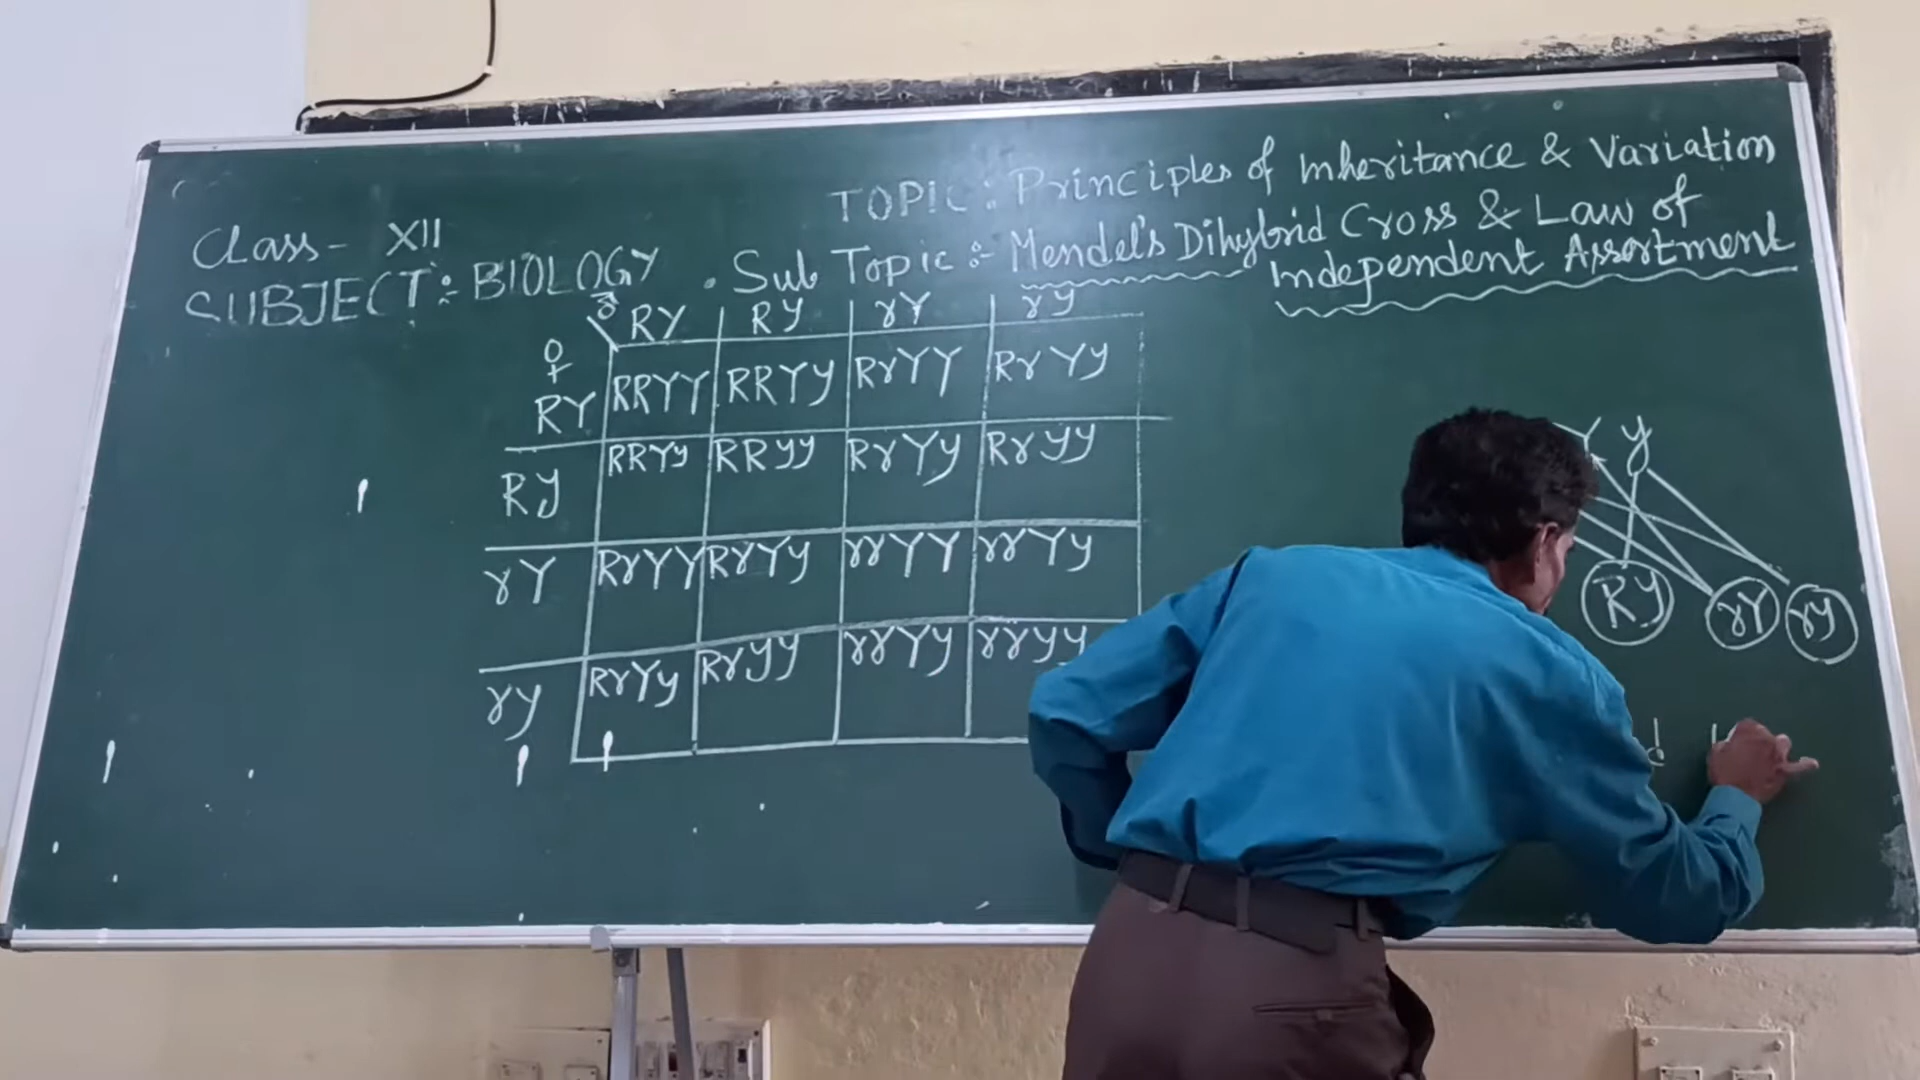 TOPIC: Principles of Inheritance & Variation
Class- XII
SUBJECT:- BIOLOGY . Sub Topic:- Mendel's Dihybrid Cross & Law of
Independent Assortment
♂ RY Ry rY ry
♀
RY RRYY RRYy RrYY RrYy
Ry RRYy RRyy RrYy Rryy
rY RrYY RrYy rrYY rrYy
ry RrYy Rryy rrYy rryy
Y y
Ry rY ry